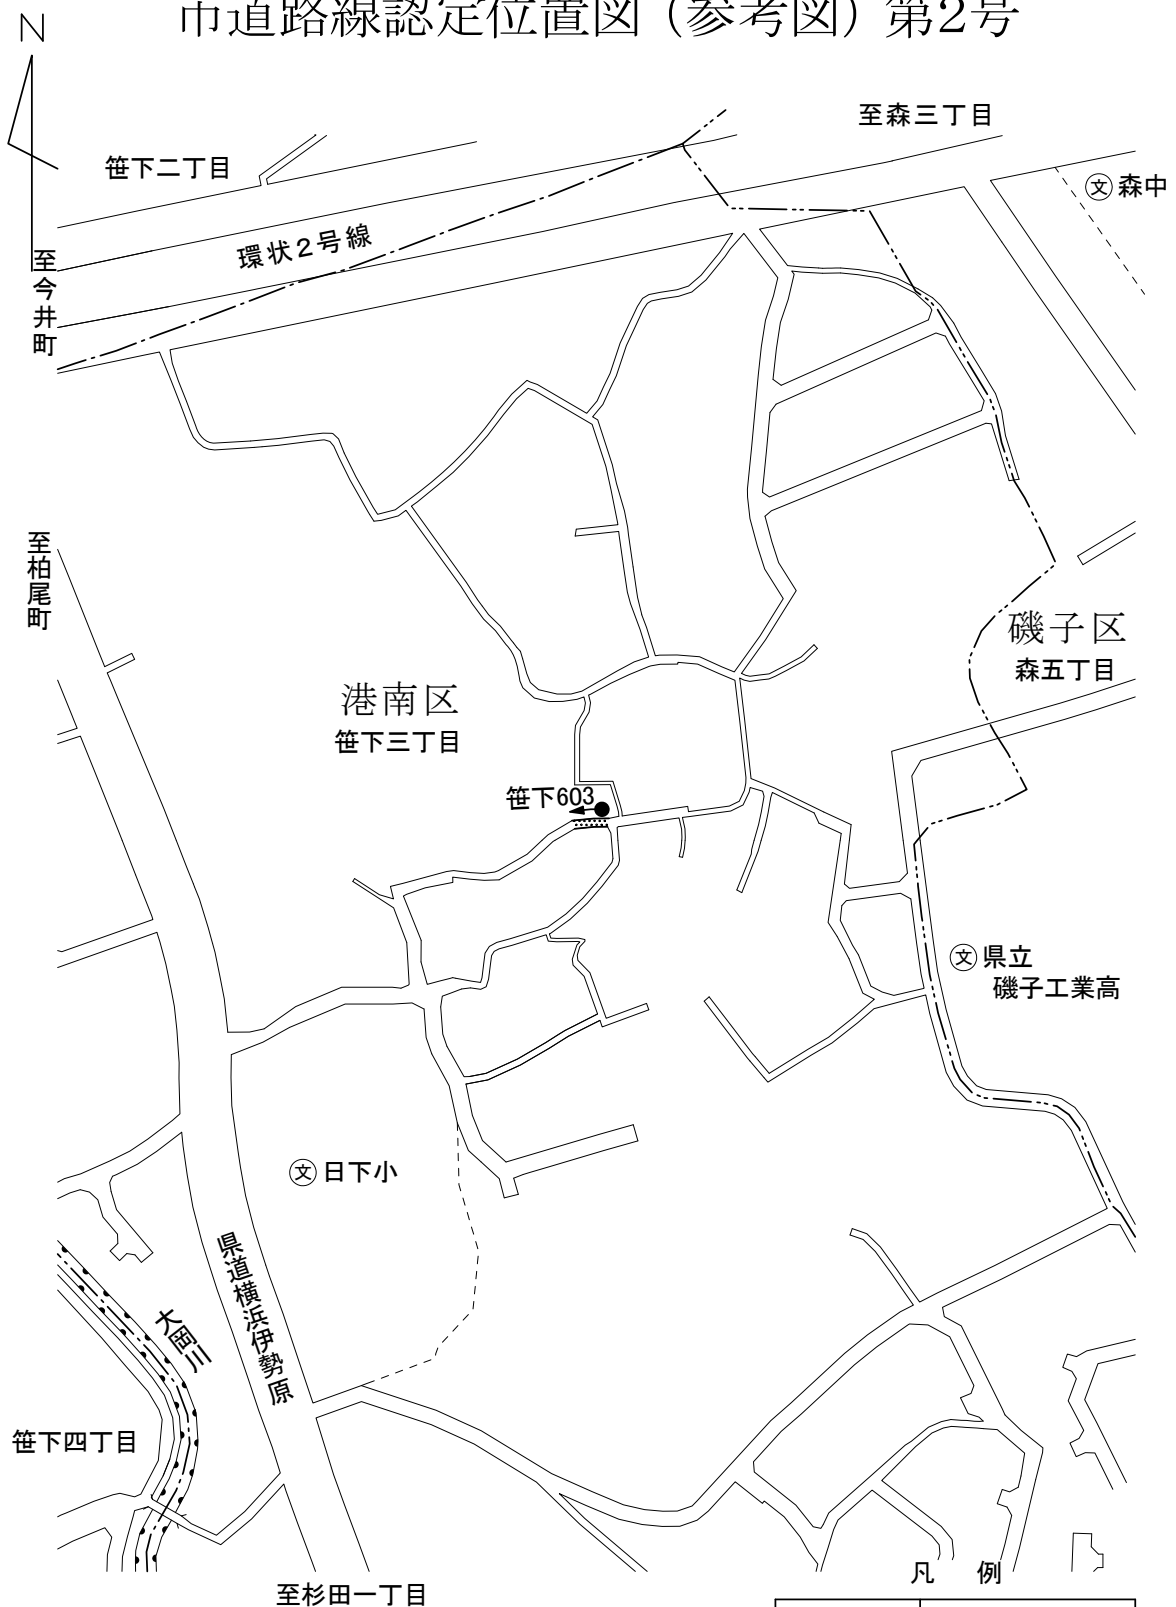 市道路線認定位置図（参考図）第2号
N
至森三丁目
笹下二丁目
文 森中
環状2号線
至今井町
至柏尾町
磯子区
森五丁目
港南区
笹下三丁目
笹下603
文 県立
磯子工業高
文 日下小
県道横浜伊勢原
大岡川
笹下四丁目
凡 例
至杉田一丁目